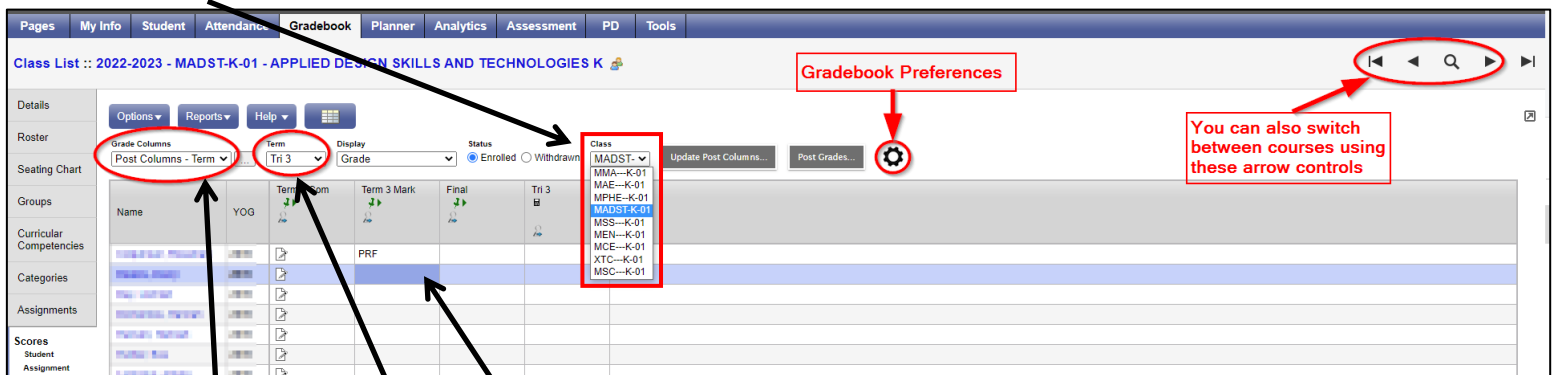 Pages My Info Student Attendance Gradebook Planner Analytics Assessment PD Tools
Class List :: 2022-2023 - MADST-K-01 - APPLIED DESIGN SKILLS AND TECHNOLOGIES K
Gradebook Preferences
You can also switch
between courses using
these arrow controls
Details
Roster
Seating Chart
Groups
Curricular
Competencies
Categories
Assignments
Scores
Student
Assignment
Options Reports Help
Grade Columns Term Display Status Class
Post Columns - Term ... Tri 3 Grade Enrolled Withdrawn MADST- Update Post Columns... Post Grades...
MMA---K-01
MAE---K-01
MPHE--K-01
MADST-K-01
MSS---K-01
MEN---K-01
MCE---K-01
XTC---K-01
MSC---K-01
Name YOG Com Term 3 Mark Final Tri 3
PRF